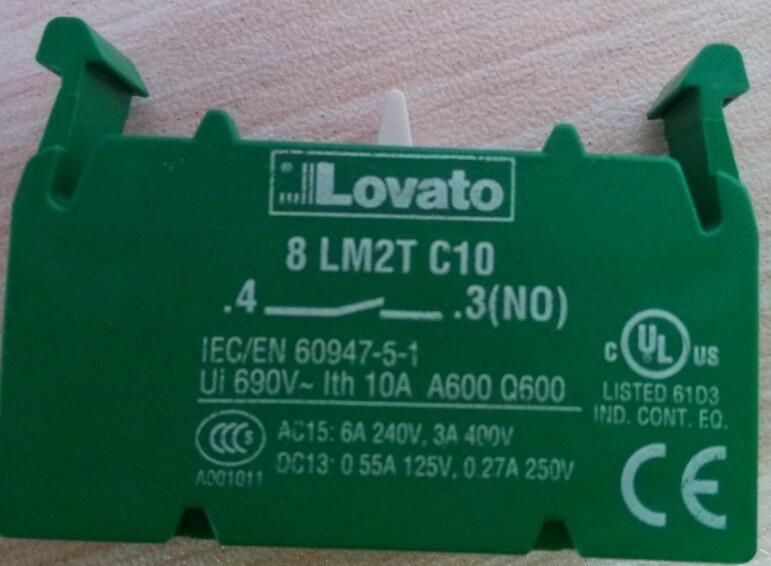 Lovato
8 LM2T C10
.4 .3(NO)
IEC/EN 60947-5-1
Ui 690V~ Ith 10A A600 Q600
C UL US
LISTED 61D3
IND. CONT. EQ.
CCC S
A001011
AC15: 6A 240V, 3A 400V
DC13: 0.55A 125V, 0.27A 250V
CE